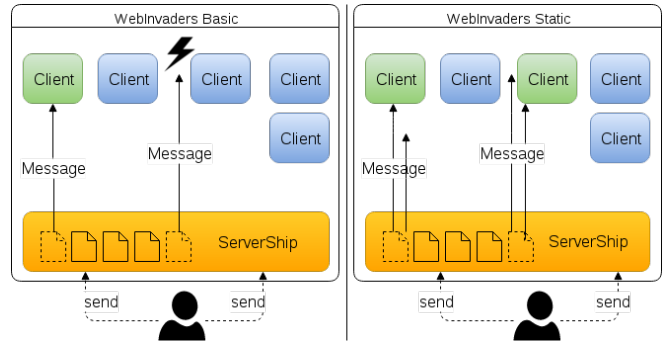 WebInvaders Basic
Client
Client
Client
Client
Client
Message
Message
ServerShip
send
send
WebInvaders Static
Client
Client
Client
Client
Client
Message
Message
ServerShip
send
send